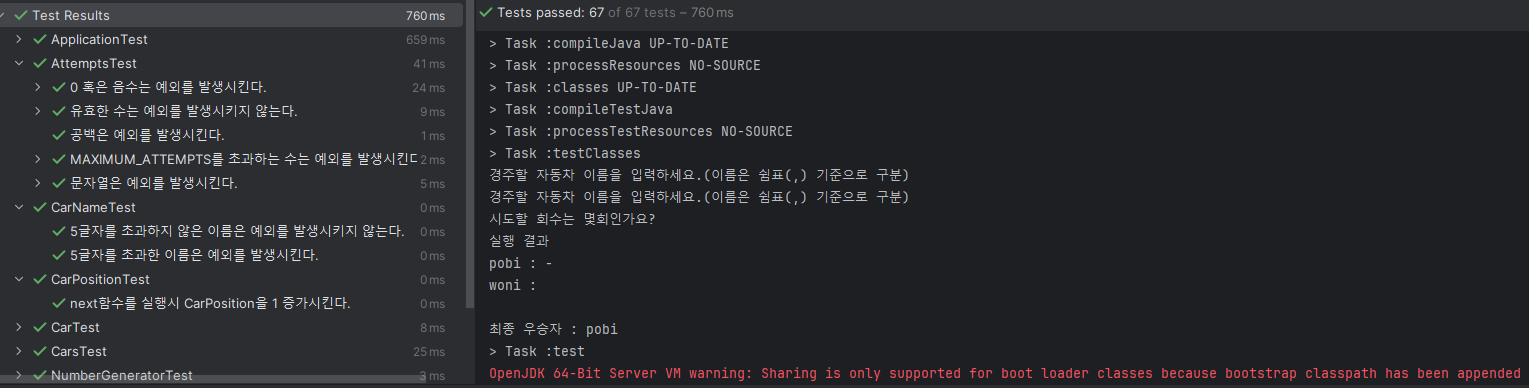 Test Results 760 ms
ApplicationTest 659 ms
AttemptsTest 41 ms
0 혹은 음수는 예외를 발생시킨다. 24 ms
유효한 수는 예외를 발생시키지 않는다. 9 ms
공백은 예외를 발생시킨다. 1 ms
MAXIMUM_ATTEMPTS를 초과하는 수는 예외를 발생시킨다 2 ms
문자열은 예외를 발생시킨다. 5 ms
CarNameTest 0 ms
5글자를 초과하지 않은 이름은 예외를 발생시키지 않는다. 0 ms
5글자를 초과한 이름은 예외를 발생시킨다. 0 ms
CarPositionTest 0 ms
next함수를 실행시 CarPosition을 1 증가시킨다. 0 ms
CarTest 8 ms
CarsTest 25 ms
NumberGeneratorTest 3 ms
Tests passed: 67 of 67 tests – 760 ms
> Task :compileJava UP-TO-DATE
> Task :processResources NO-SOURCE
> Task :classes UP-TO-DATE
> Task :compileTestJava
> Task :processTestResources NO-SOURCE
> Task :testClasses
경주할 자동차 이름을 입력하세요.(이름은 쉼표(,) 기준으로 구분)
경주할 자동차 이름을 입력하세요.(이름은 쉼표(,) 기준으로 구분)
시도할 회수는 몇회인가요?
실행 결과
pobi : -
woni :
최종 우승자 : pobi
> Task :test
OpenJDK 64-Bit Server VM warning: Sharing is only supported for boot loader classes because bootstrap classpath has been appended